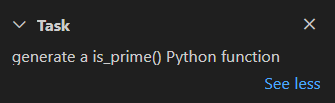 Task
generate a is_prime() Python function
See less